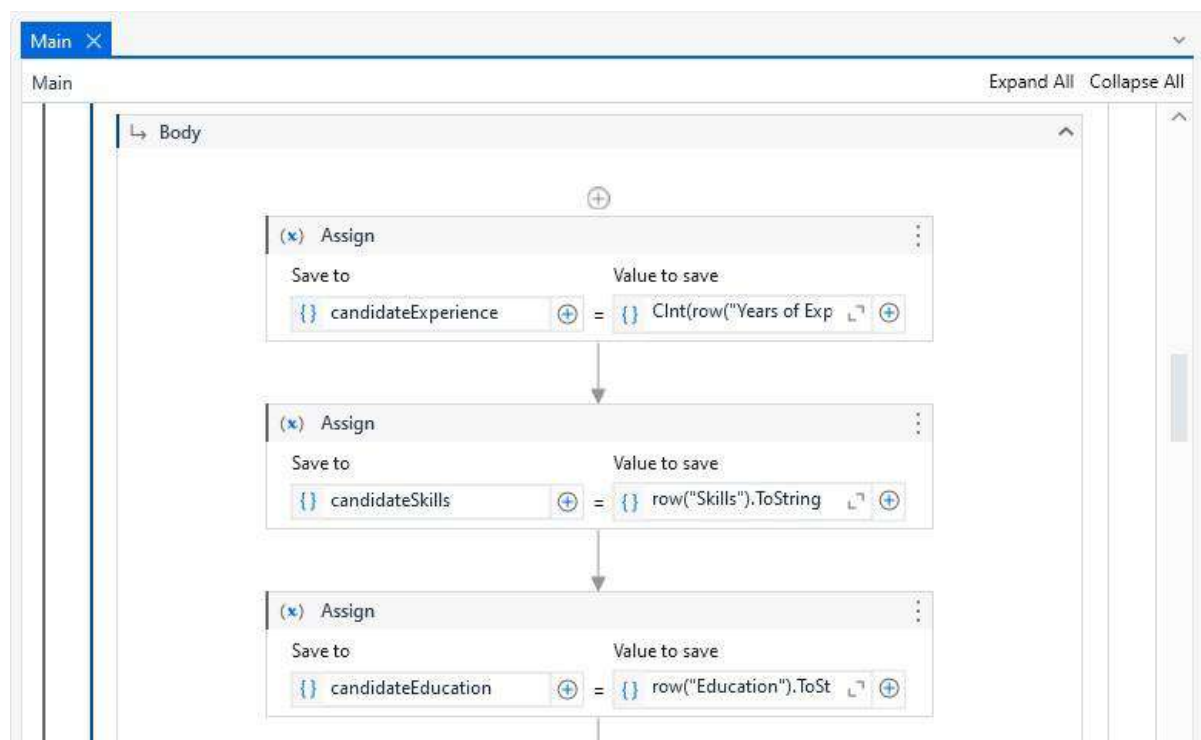 Main
Main
Expand All Collapse All
Body
(x) Assign
Save to Value to save
{} candidateExperience = {} CInt(row("Years of Exp
(x) Assign
Save to Value to save
{} candidateSkills = {} row("Skills").ToString
(x) Assign
Save to Value to save
{} candidateEducation = {} row("Education").ToSt